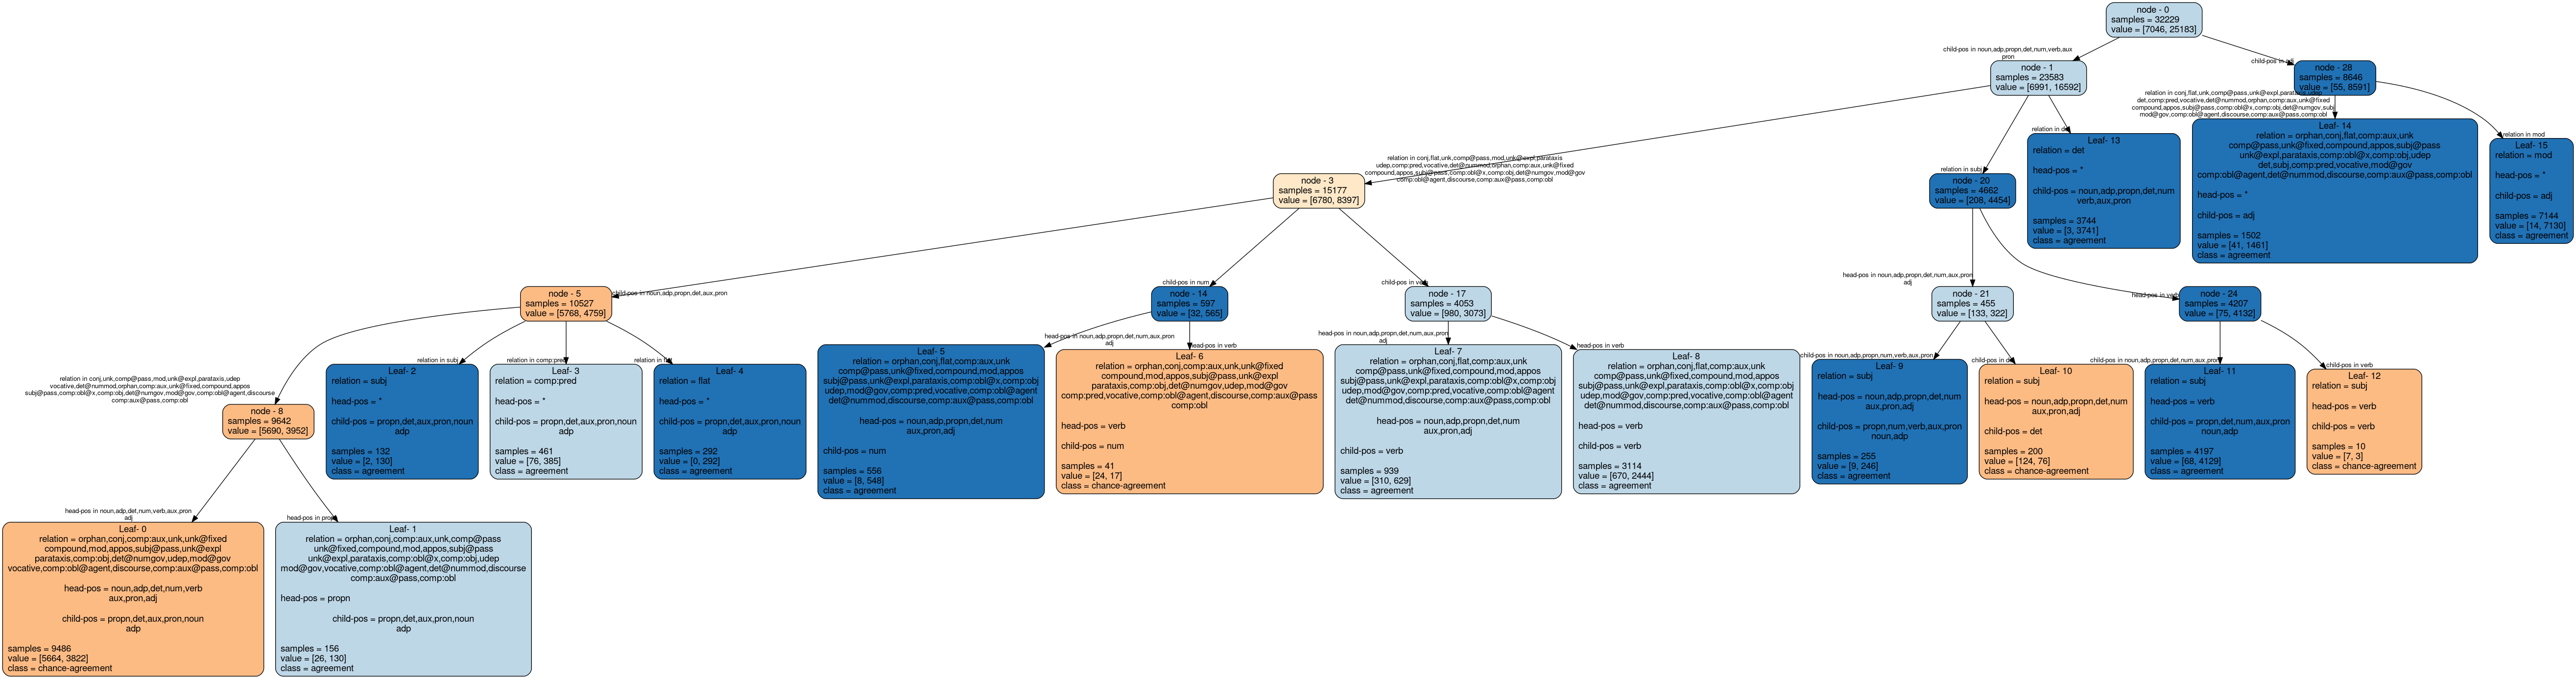 node - 0
samples = 32229
value = [7046, 25183]
child-pos in noun,adp,propn,det,num,verb,aux
pron
node - 1
samples = 23583
value = [6991, 16592]
node - 28
samples = 8646
value = [55, 8591]
relation in conj,flat,unk,comp@pass,mod,unk@expl,parataxis
udep,comp:pred,vocative,det@nummod,orphan,comp:aux,unk@fixed
compound,appos,subj@pass,comp:obl@x,comp:obj,det@numgov,mod@gov
comp:obl@agent,discourse,comp:aux@pass,comp:obl
node - 3
samples = 15177
value = [6780, 8397]
relation in subj
node - 20
samples = 4662
value = [208, 4454]
Leaf- 13
relation = det
head-pos = *
child-pos = noun,adp,propn,det,num
verb,aux,pron
samples = 3744
value = [3, 3741]
class = agreement
det,comp:pred,vocative,det@nummod,orphan,comp:aux,unk@fixed
compound,appos,subj@pass,comp:obl@x,comp:obj,det@numgov,subj
mod@gov,comp:obl@agent,discourse,comp:aux@pass,comp:obl
Leaf- 14
relation = orphan,conj,flat,comp:aux,unk
comp@pass,unk@fixed,compound,appos,subj@pass
unk@expl,parataxis,comp:obl@x,comp:obj,udep
det,subj,comp:pred,vocative,mod@gov
comp:obl@agent,det@nummod,discourse,comp:aux@pass,comp:obl
head-pos = *
child-pos = adj
samples = 1502
value = [41, 1461]
class = agreement
relation in mod
Leaf- 15
relation = mod
head-pos = *
child-pos = adj
samples = 7144
value = [14, 7130]
class = agreement
child-pos in noun,adp,propn,det,aux,pron
node - 5
samples = 10527
value = [5768, 4759]
child-pos in num
node - 14
samples = 597
value = [32, 565]
node - 17
samples = 4053
value = [980, 3073]
head-pos in noun,adp,propn,det,num,aux,pron
adj
node - 21
samples = 455
value = [133, 322]
head-pos in verb
node - 24
samples = 4207
value = [75, 4132]
relation in conj,unk,comp@pass,mod,unk@expl,parataxis,udep
vocative,det@nummod,orphan,comp:aux,unk@fixed,compound,appos
subj@pass,comp:obl@x,comp:obj,det@numgov,mod@gov,comp:obl@agent,discourse
comp:aux@pass,comp:obl
node - 8
samples = 9642
value = [5690, 3952]
relation in subj
Leaf- 2
relation = subj
head-pos = *
child-pos = propn,det,aux,pron,noun
adp
samples = 132
value = [2, 130]
class = agreement
relation in comp:pred
Leaf- 3
relation = comp:pred
head-pos = *
child-pos = propn,det,aux,pron,noun
adp
samples = 461
value = [76, 385]
class = agreement
Leaf- 4
relation = flat
head-pos = *
child-pos = propn,det,aux,pron,noun
adp
samples = 292
value = [0, 292]
class = agreement
head-pos in noun,adp,propn,det,num,aux,pron
adj
Leaf- 5
relation = orphan,conj,flat,comp:aux,unk
comp@pass,unk@fixed,compound,mod,appos
subj@pass,unk@expl,parataxis,comp:obl@x,comp:obj
udep,mod@gov,comp:pred,vocative,comp:obl@agent
det@nummod,discourse,comp:aux@pass,comp:obl
head-pos = noun,adp,propn,det,num
aux,pron,adj
child-pos = num
samples = 556
value = [8, 548]
class = agreement
head-pos in verb
Leaf- 6
relation = orphan,conj,comp:aux,unk,unk@fixed
compound,mod,appos,subj@pass,unk@expl
parataxis,comp:obj,det@numgov,udep,mod@gov
comp:pred,vocative,comp:obl@agent,discourse,comp:aux@pass
comp:obl
head-pos = verb
child-pos = num
samples = 41
value = [24, 17]
class = chance-agreement
head-pos in noun,adp,propn,det,num,aux,pron
adj
Leaf- 7
relation = orphan,conj,flat,comp:aux,unk
comp@pass,unk@fixed,compound,mod,appos
subj@pass,unk@expl,parataxis,comp:obl@x,comp:obj
udep,mod@gov,comp:pred,vocative,comp:obl@agent
det@nummod,discourse,comp:aux@pass,comp:obl
head-pos = noun,adp,propn,det,num
aux,pron,adj
child-pos = verb
samples = 939
value = [310, 629]
class = agreement
head-pos in verb
Leaf- 8
relation = orphan,conj,flat,comp:aux,unk
comp@pass,unk@fixed,compound,mod,appos
subj@pass,unk@expl,parataxis,comp:obl@x,comp:obj
udep,mod@gov,comp:pred,vocative,comp:obl@agent
det@nummod,discourse,comp:aux@pass,comp:obl
head-pos = verb
child-pos = verb
samples = 3114
value = [670, 2444]
class = agreement
child-pos in noun,adp,propn,num,verb,aux,pron
Leaf- 9
relation = subj
head-pos = noun,adp,propn,det,num
aux,pron,adj
child-pos = propn,num,verb,aux,pron
noun,adp
samples = 255
value = [9, 246]
class = agreement
Leaf- 10
relation = subj
head-pos = noun,adp,propn,det,num
aux,pron,adj
child-pos = det
samples = 200
value = [124, 76]
class = chance-agreement
child-pos in noun,adp,propn,det,num,aux,pron
Leaf- 11
relation = subj
head-pos = verb
child-pos = propn,det,num,aux,pron
noun,adp
samples = 4197
value = [68, 4129]
class = agreement
child-pos in verb
Leaf- 12
relation = subj
head-pos = verb
child-pos = verb
samples = 10
value = [7, 3]
class = chance-agreement
head-pos in noun,adp,det,num,verb,aux,pron
adj
Leaf- 0
relation = orphan,conj,comp:aux,unk,unk@fixed
compound,mod,appos,subj@pass,unk@expl
parataxis,comp:obj,det@numgov,udep,mod@gov
vocative,comp:obl@agent,discourse,comp:aux@pass,comp:obl
head-pos = noun,adp,det,num,verb
aux,pron,adj
child-pos = propn,det,aux,pron,noun
adp
samples = 9486
value = [5664, 3822]
class = chance-agreement
head-pos in propn
Leaf- 1
relation = orphan,conj,comp:aux,unk,comp@pass
unk@fixed,compound,mod,appos,subj@pass
unk@expl,parataxis,comp:obl@x,comp:obj,udep
mod@gov,vocative,comp:obl@agent,det@nummod,discourse
comp:aux@pass,comp:obl
head-pos = propn
child-pos = propn,det,aux,pron,noun
adp
samples = 156
value = [26, 130]
class = agreement